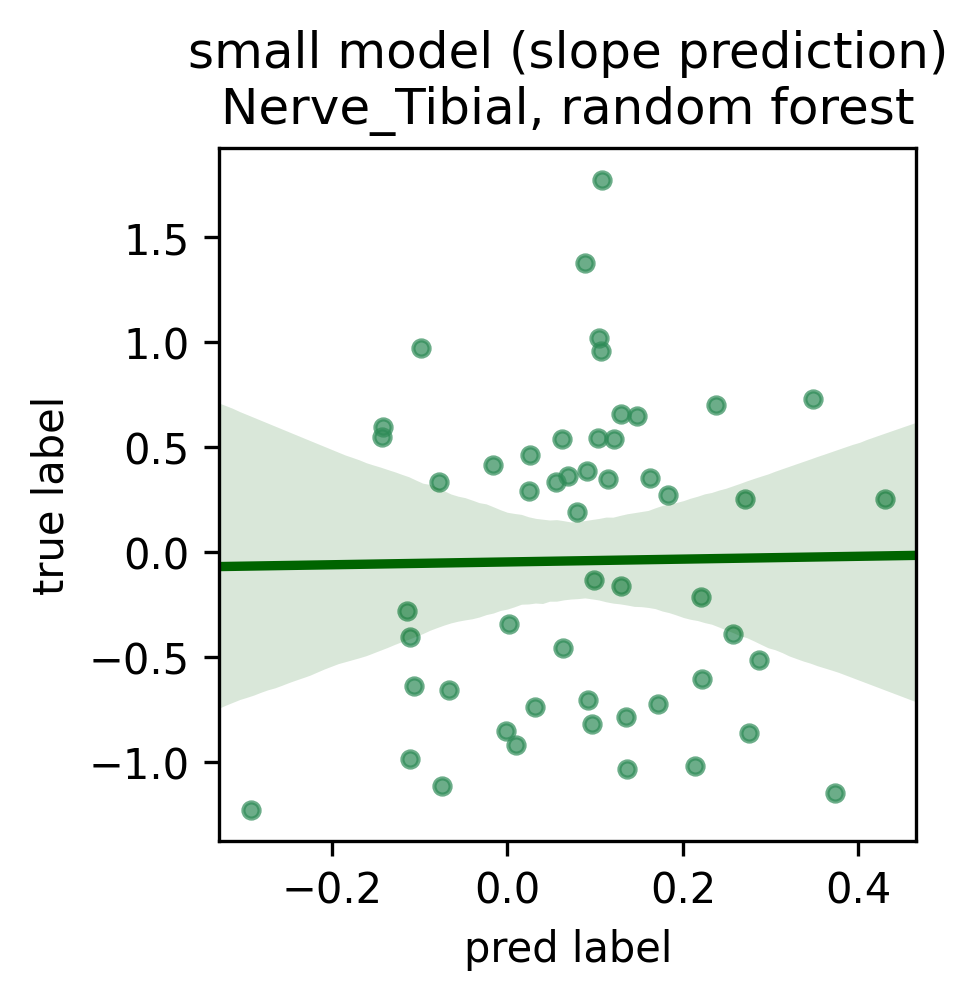 small model (slope prediction)
Nerve_Tibial, random forest
1.5
1.0
0.5
0.0
−0.5
−1.0
true label
−0.2
0.0
0.2
0.4
pred label